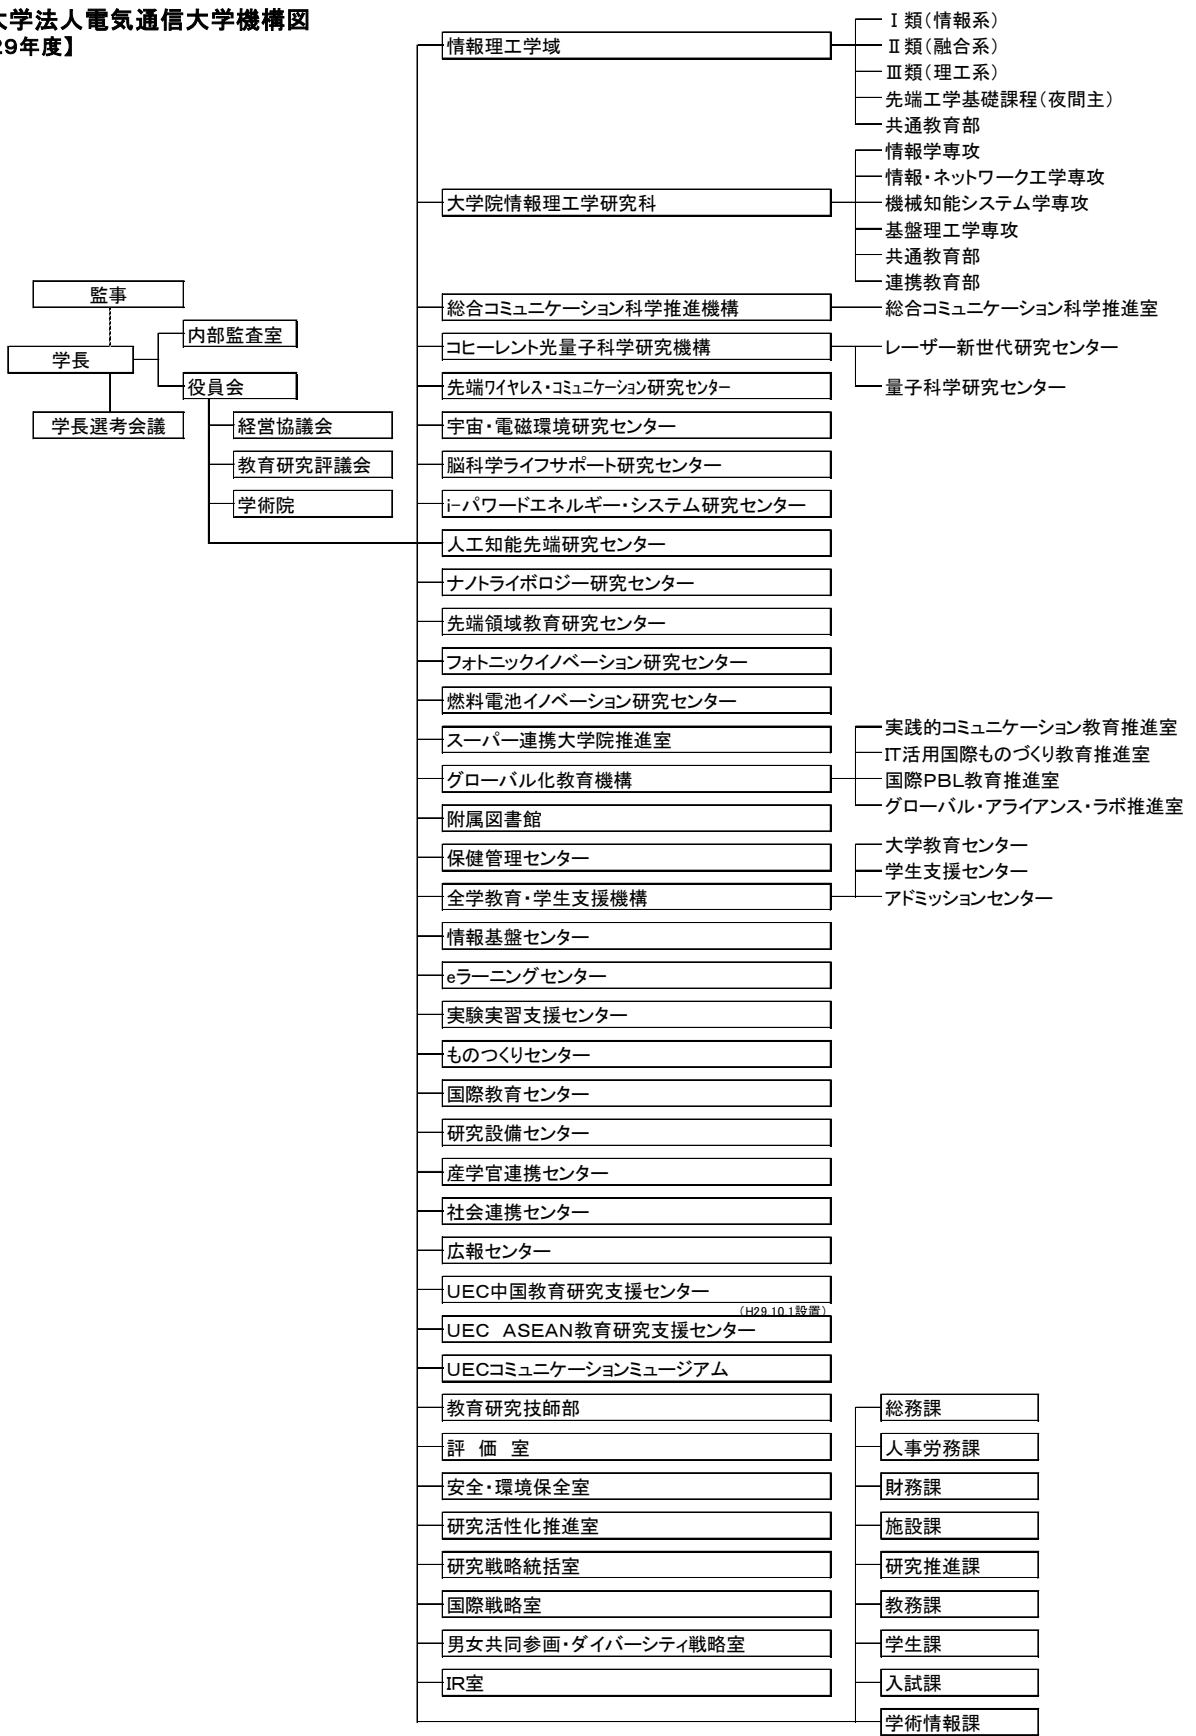 大学法人電気通信大学機構図
29年度】
情報理工学域
Ⅰ類(情報系)
Ⅱ類(融合系)
Ⅲ類(理工系)
先端工学基礎課程(夜間主)
共通教育部
大学院情報理工学研究科
情報学専攻
情報・ネットワーク工学専攻
機械知能システム学専攻
基盤理工学専攻
共通教育部
連携教育部
監事
学長
学長選考会議
内部監査室
役員会
経営協議会
教育研究評議会
学術院
総合コミュニケーション科学推進機構
総合コミュニケーション科学推進室
コヒーレント光量子科学研究機構
レーザー新世代研究センター
量子科学研究センター
先端ワイヤレス・コミュニケーション研究センター
宇宙・電磁環境研究センター
脳科学ライフサポート研究センター
i-パワードエネルギー・システム研究センター
人工知能先端研究センター
ナノトライボロジー研究センター
先端領域教育研究センター
フォトニックイノベーション研究センター
燃料電池イノベーション研究センター
スーパー連携大学院推進室
グローバル化教育機構
実践的コミュニケーション教育推進室
IT活用国際ものづくり教育推進室
国際PBL教育推進室
グローバル・アライアンス・ラボ推進室
附属図書館
保健管理センター
全学教育・学生支援機構
大学教育センター
学生支援センター
アドミッションセンター
情報基盤センター
eラーニングセンター
実験実習支援センター
ものつくりセンター
国際教育センター
研究設備センター
産学官連携センター
社会連携センター
広報センター
UEC中国教育研究支援センター
(H29.10.1設置)
UEC ASEAN教育研究支援センター
UECコミュニケーションミュージアム
教育研究技師部
評 価 室
安全・環境保全室
研究活性化推進室
研究戦略統括室
国際戦略室
男女共同参画・ダイバーシティ戦略室
IR室
総務課
人事労務課
財務課
施設課
研究推進課
教務課
学生課
入試課
学術情報課